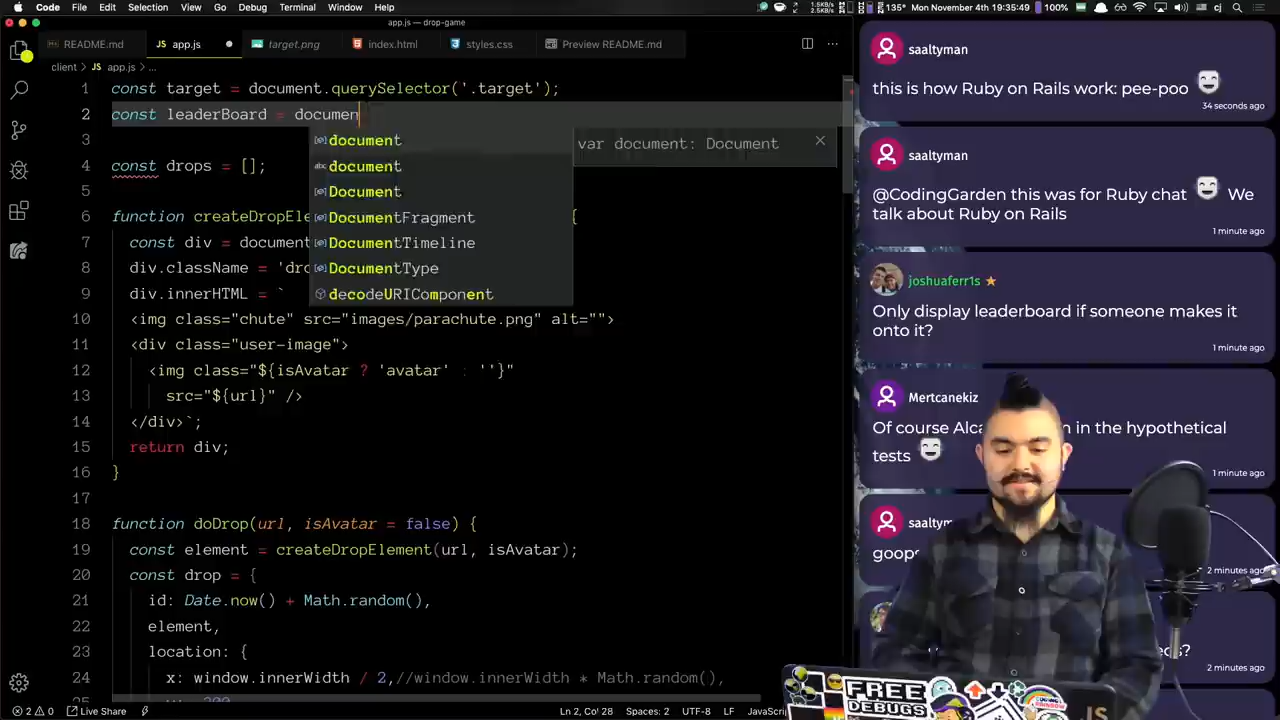 Code File Edit Selection View Go Debug Terminal Window Help
135° Mon November 4th 19:35:49 100% cj
app.js — drop-game
README.md app.js target.png index.html styles.css Preview README.md
client > JS app.js > ...
1 const target = document.querySelector('.target');
2 const leaderBoard = documen
document
document
Document
DocumentFragment
DocumentTimeline
DocumentType
decodeURIComponent
var document: Document
3
4 const drops = [];
5
6 function createDropEle {
7 const div = document
8 div.className = 'dro
9 div.innerHTML = `
10 <img class="chute" src="images/parachute.png" alt="">
11 <div class="user-image">
12 <img class="${isAvatar ? 'avatar' : ''}"
13 src="${url}" />
14 </div>`;
15 return div;
16 }
17
18 function doDrop(url, isAvatar = false) {
19 const element = createDropElement(url, isAvatar);
20 const drop = {
21 id: Date.now() + Math.random(),
22 element,
23 location: {
24 x: window.innerWidth / 2,//window.innerWidth * Math.random(),
2 0 Live Share Ln 2, Col 28 Spaces: 2 UTF-8 LF JavaScrip
saaltyman
this is how Ruby on Rails work: pee-poo
34 seconds ago
saaltyman
@CodingGarden this was for Ruby chat We
talk about Ruby on Rails
1 minute ago
joshuaferr1s
Only display leaderboard if someone makes it
onto it?
1 minute ago
Mertcanekiz
Of course Alca in the hypothetical
tests
1 minute ago
saaltym
goops
2 minutes ago
2 minutes ago
FREE
DEBUGS
JS